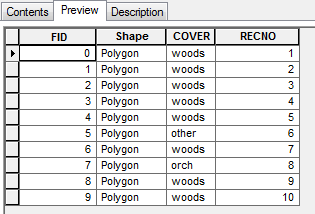 Contents Preview Description
FID Shape COVER RECNO
0 Polygon woods 1
1 Polygon woods 2
2 Polygon woods 3
3 Polygon woods 4
4 Polygon woods 5
5 Polygon other 6
6 Polygon woods 7
7 Polygon orch 8
8 Polygon woods 9
9 Polygon woods 10